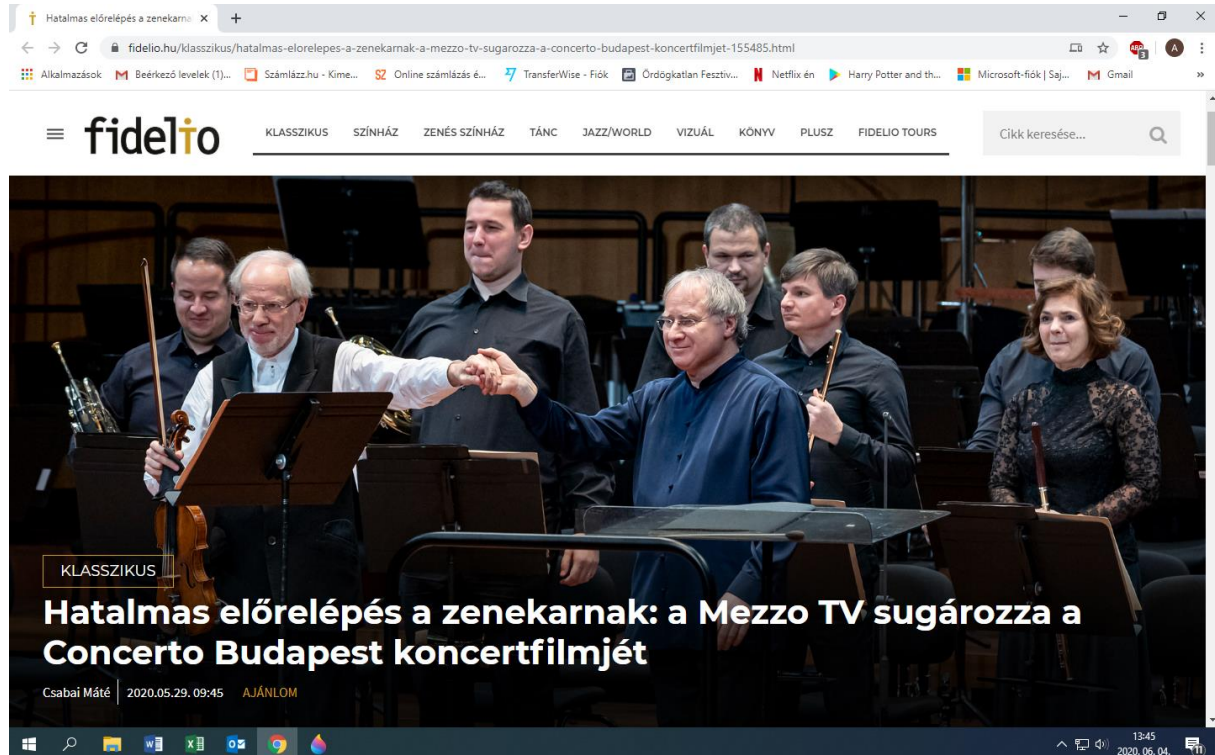 Hatalmas előrelépés a zenekarna
fidelio.hu/klasszikus/hatalmas-elorelepes-a-zenekarnak-a-mezzo-tv-sugarozza-a-concerto-budapest-koncertfilmjet-155485.html
ABP
3
A
Alkalmazások Beérkező levelek (1)... Számlázz.hu - Kime... SZ Online számlázás é... TransferWise - Fiók Ördögkatlan Fesztiv... Netflix én Harry Potter and th... Microsoft-fiók | Saj... Gmail »
fidelio KLASSZIKUS SZÍNHÁZ ZENÉS SZÍNHÁZ TÁNC JAZZ/WORLD VIZUÁL KÖNYV PLUSZ FIDELIO TOURS Cikk keresése...
KLASSZIKUS
Hatalmas előrelépés a zenekarnak: a Mezzo TV sugározza a
Concerto Budapest koncertfilmjét
Csabai Máté | 2020.05.29. 09:45 AJÁNLOM
13:45
2020. 06. 04.
11